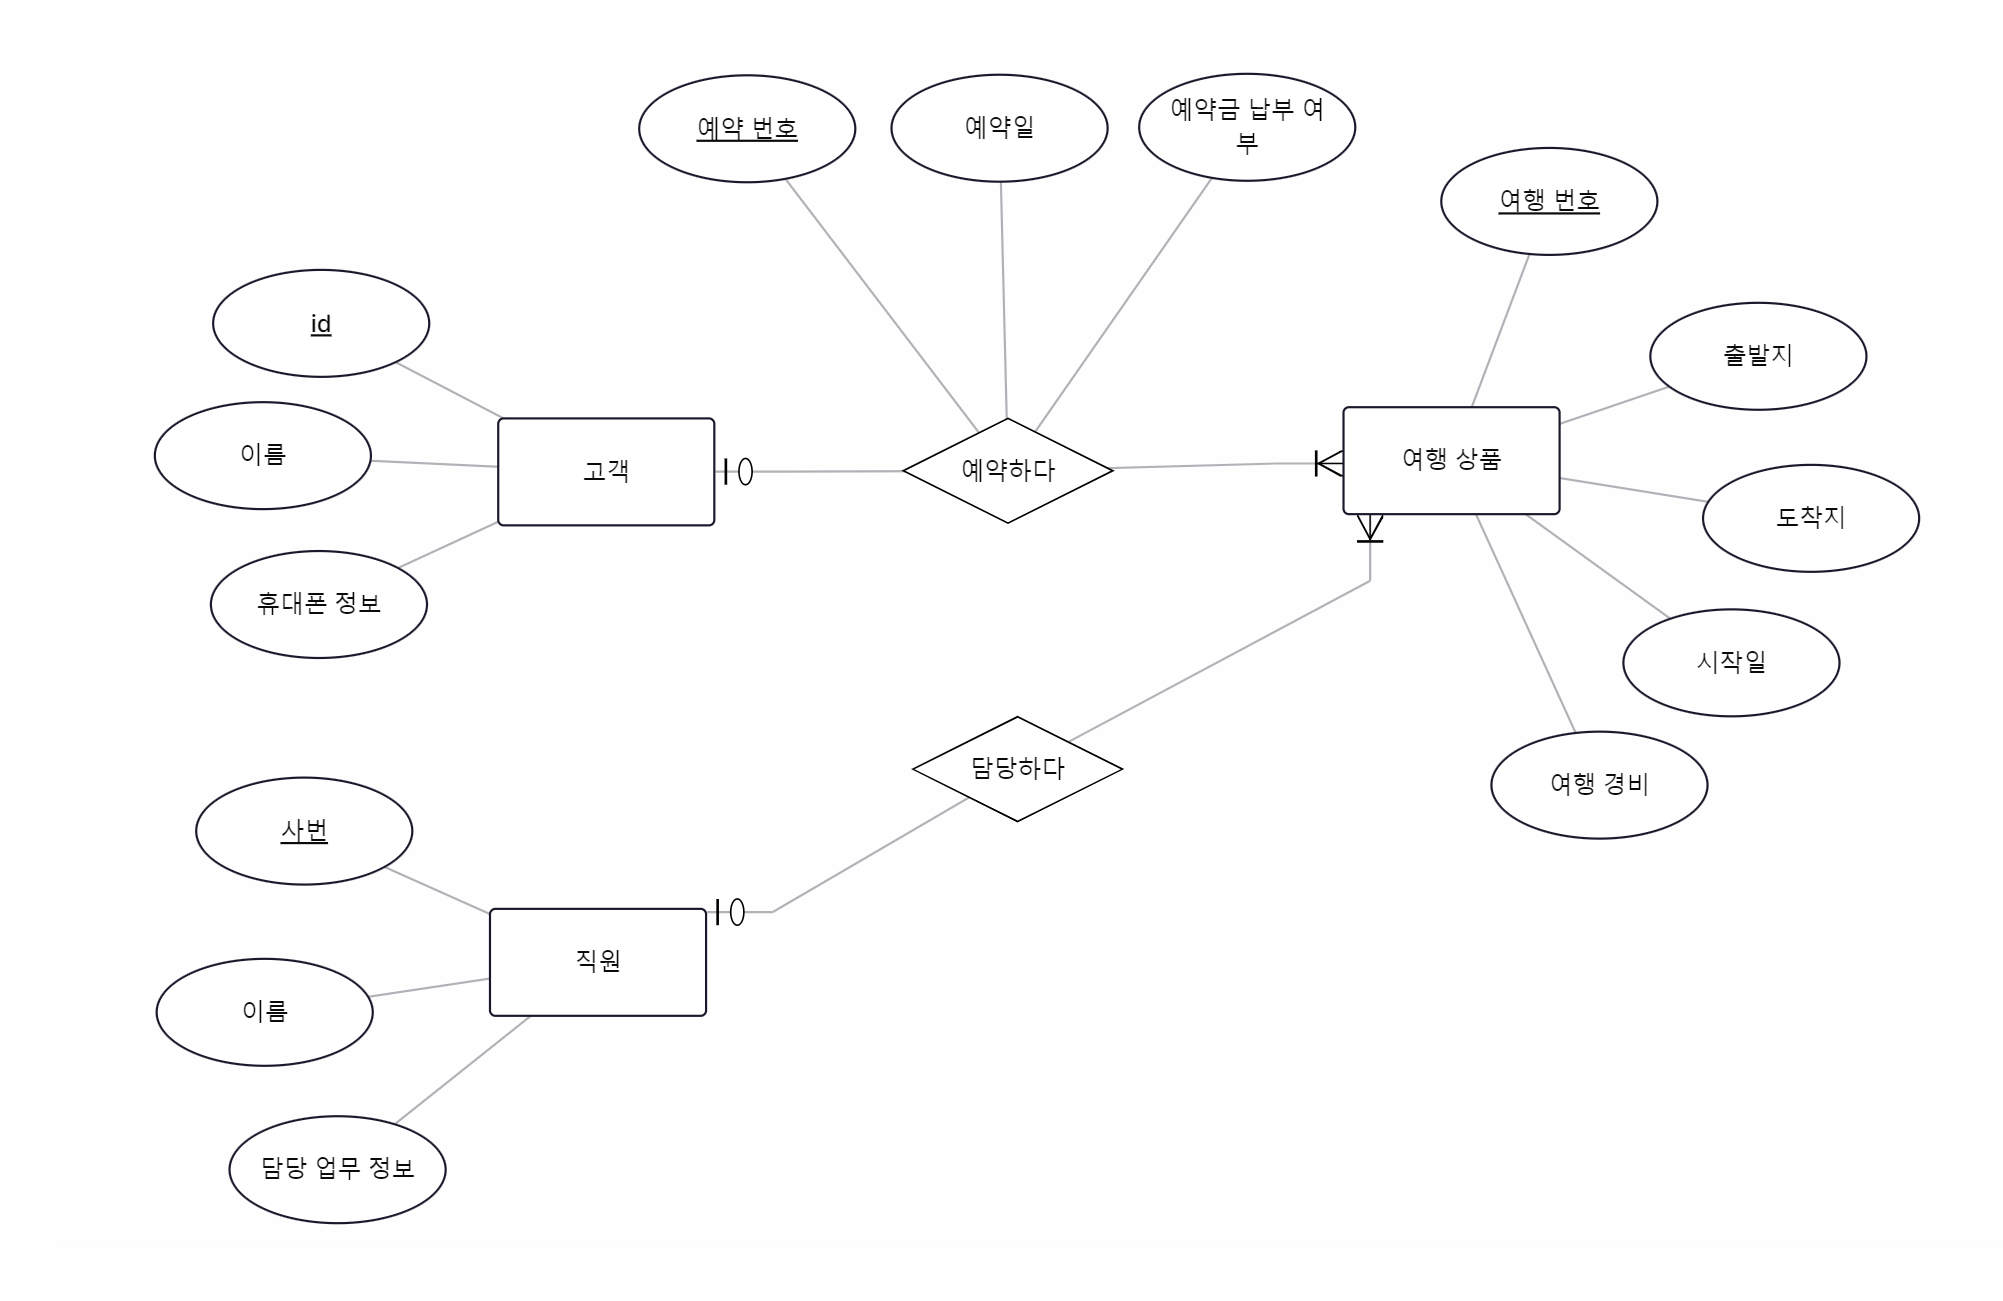 예약 번호
예약일
예약금 납부 여
부
여행 번호
id
출발지
이름
고객
예약하다
여행 상품
도착지
휴대폰 정보
시작일
담당하다
여행 경비
사번
직원
이름
담당 업무 정보